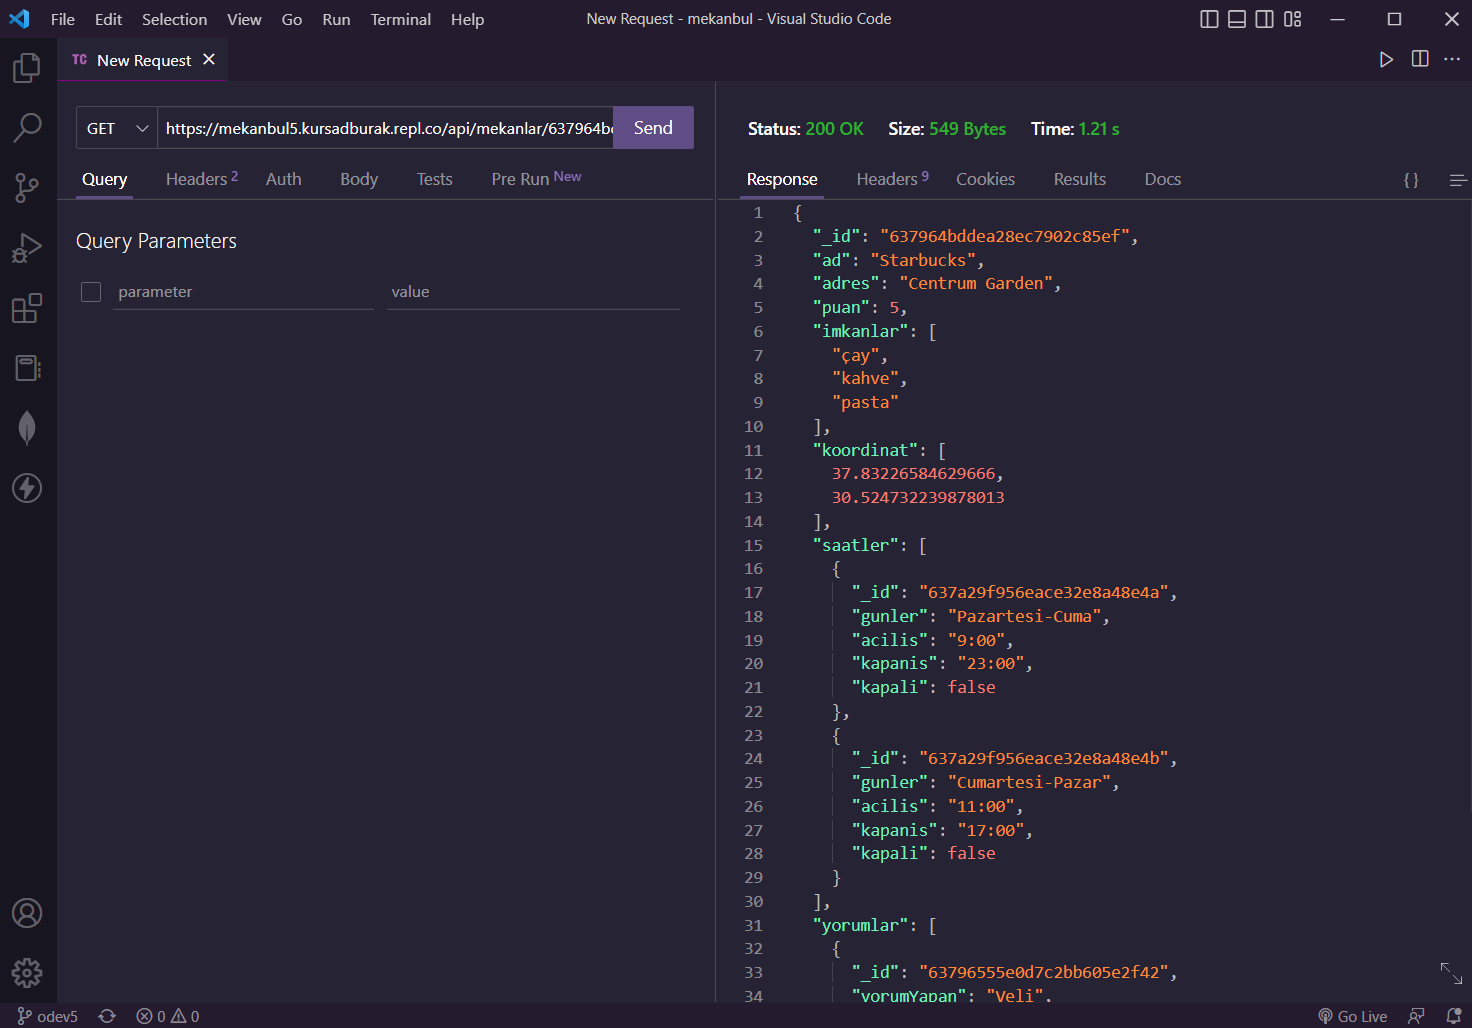 File Edit Selection View Go Run Terminal Help New Request - mekanbul - Visual Studio Code
TC New Request
GET https://mekanbul5.kursadburak.repl.co/api/mekanlar/637964b Send
Query Headers 2 Auth Body Tests Pre Run New
Query Parameters
parameter value
Status: 200 OK Size: 549 Bytes Time: 1.21 s
Response Headers 9 Cookies Results Docs {}
1 {
2 "_id": "637964bddea28ec7902c85ef",
3 "ad": "Starbucks",
4 "adres": "Centrum Garden",
5 "puan": 5,
6 "imkanlar": [
7 "çay",
8 "kahve",
9 "pasta"
10 ],
11 "koordinat": [
12 37.83226584629666,
13 30.524732239878013
14 ],
15 "saatler": [
16 {
17 "_id": "637a29f956eace32e8a48e4a",
18 "gunler": "Pazartesi-Cuma",
19 "acilis": "9:00",
20 "kapanis": "23:00",
21 "kapali": false
22 },
23 {
24 "_id": "637a29f956eace32e8a48e4b",
25 "gunler": "Cumartesi-Pazar",
26 "acilis": "11:00",
27 "kapanis": "17:00",
28 "kapali": false
29 }
30 ],
31 "yorumlar": [
32 {
33 "_id": "63796555e0d7c2bb605e2f42",
34 "yorumYapan": "Veli",
odev5 0 0 Go Live